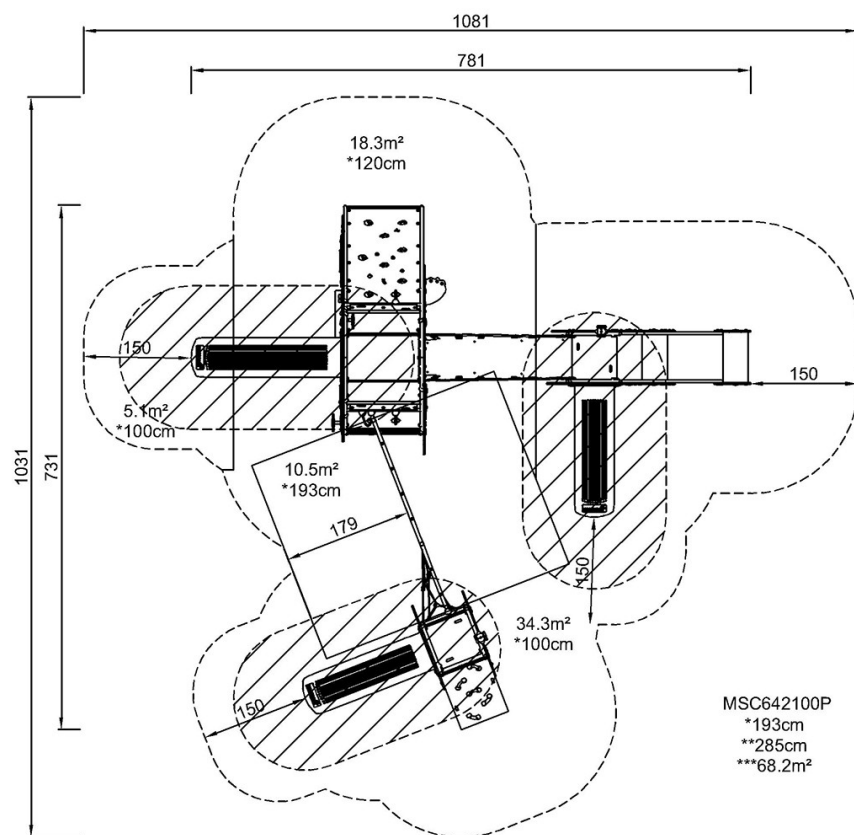 1081
781
18.3m²
*120cm
150
150
5.1m²
*100cm
10.5m²
*193cm
1031
731
179
150
34.3m²
*100cm
150
MSC642100P
*193cm
**285cm
***68.2m²